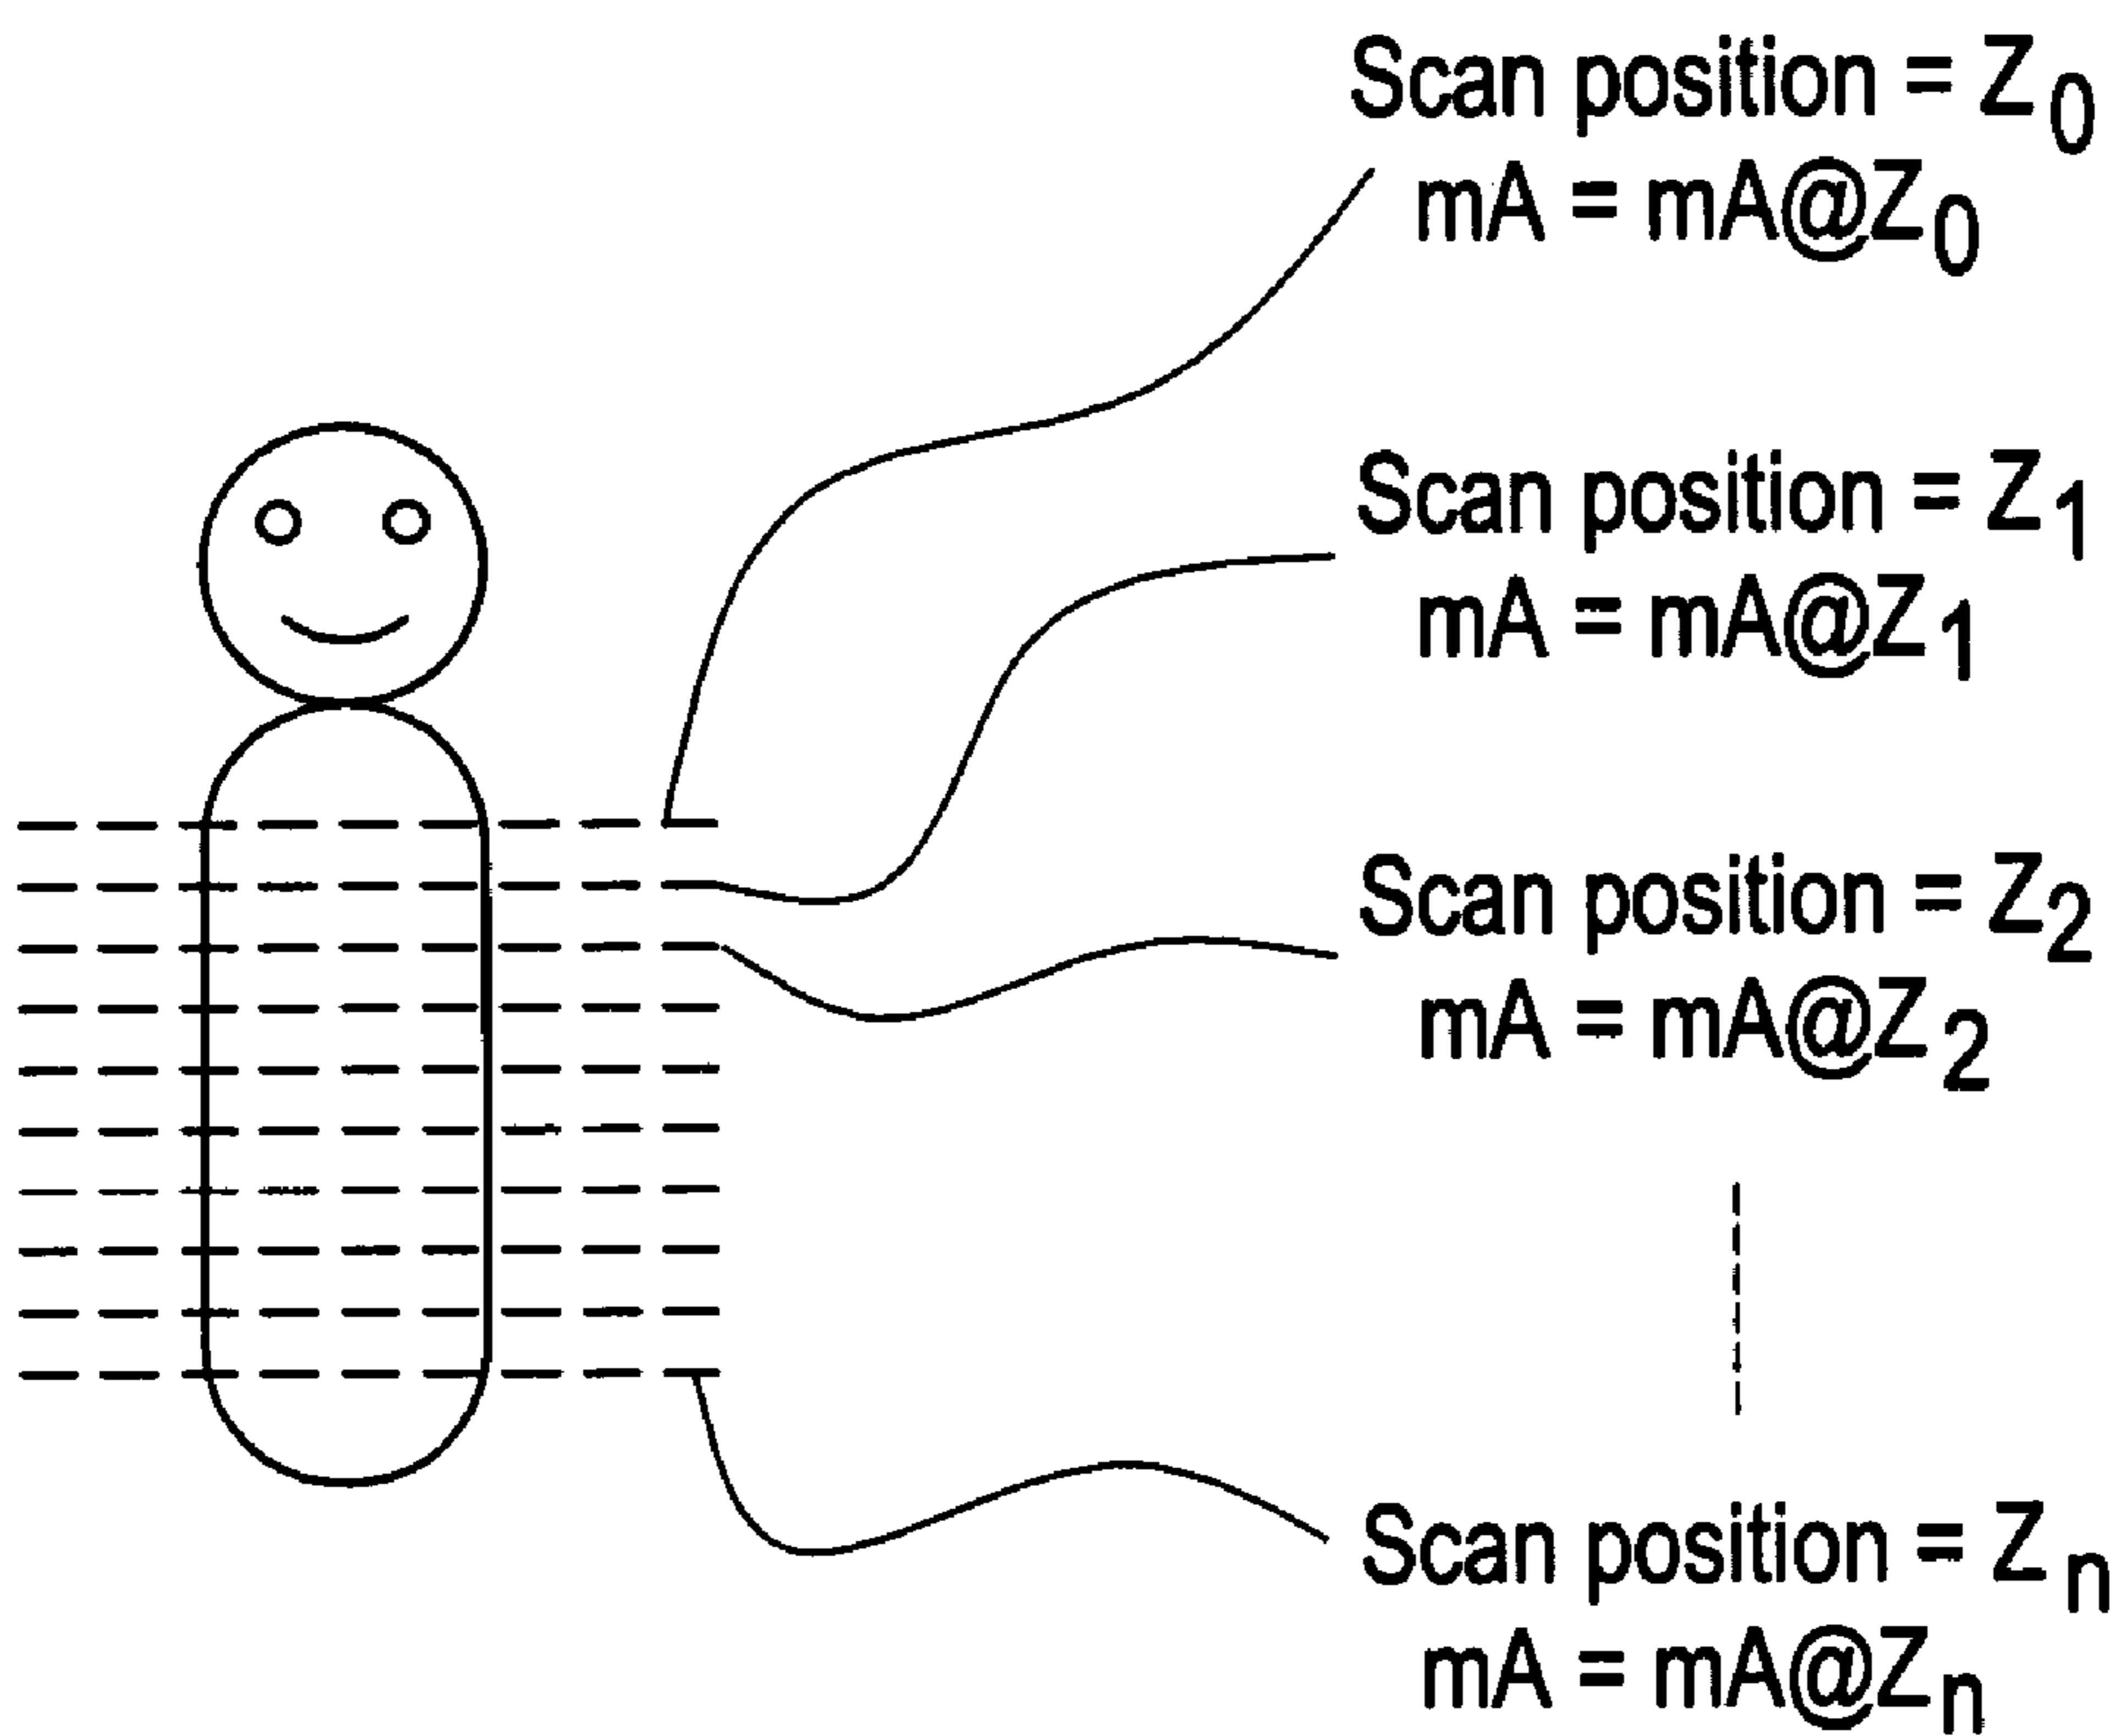 Scan position = Z0
mA = mA@Z0
Scan position = Z1
mA = mA@Z1
Scan position = Z2
mA = mA@Z2
Scan position = Zn
mA = mA@Zn